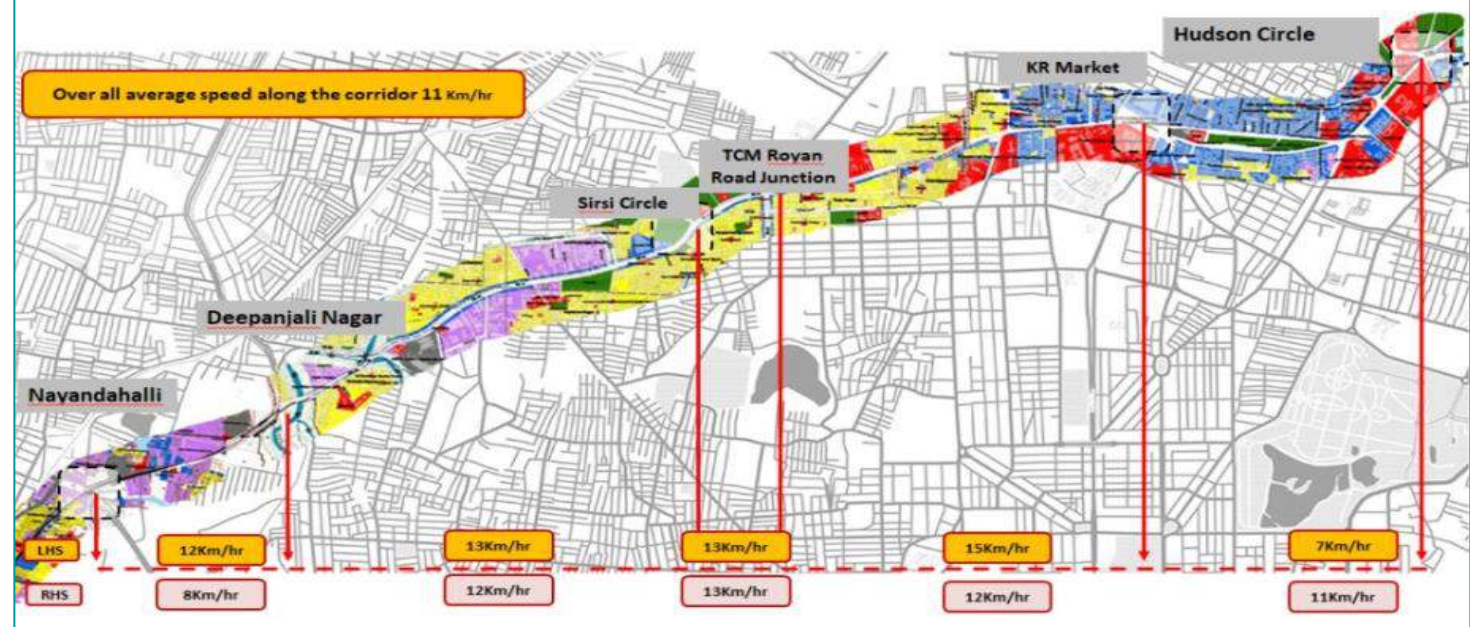 Hudson Circle
KR Market
Over all average speed along the corridor 11 Km/hr
TCM Royan
Road Junction
Sirsi Circle
Deepanjali Nagar
Nayandahalli
LHS 12Km/hr 13Km/hr 13Km/hr 15Km/hr 7Km/hr
RHS 8Km/hr 12Km/hr 13Km/hr 12Km/hr 11Km/hr